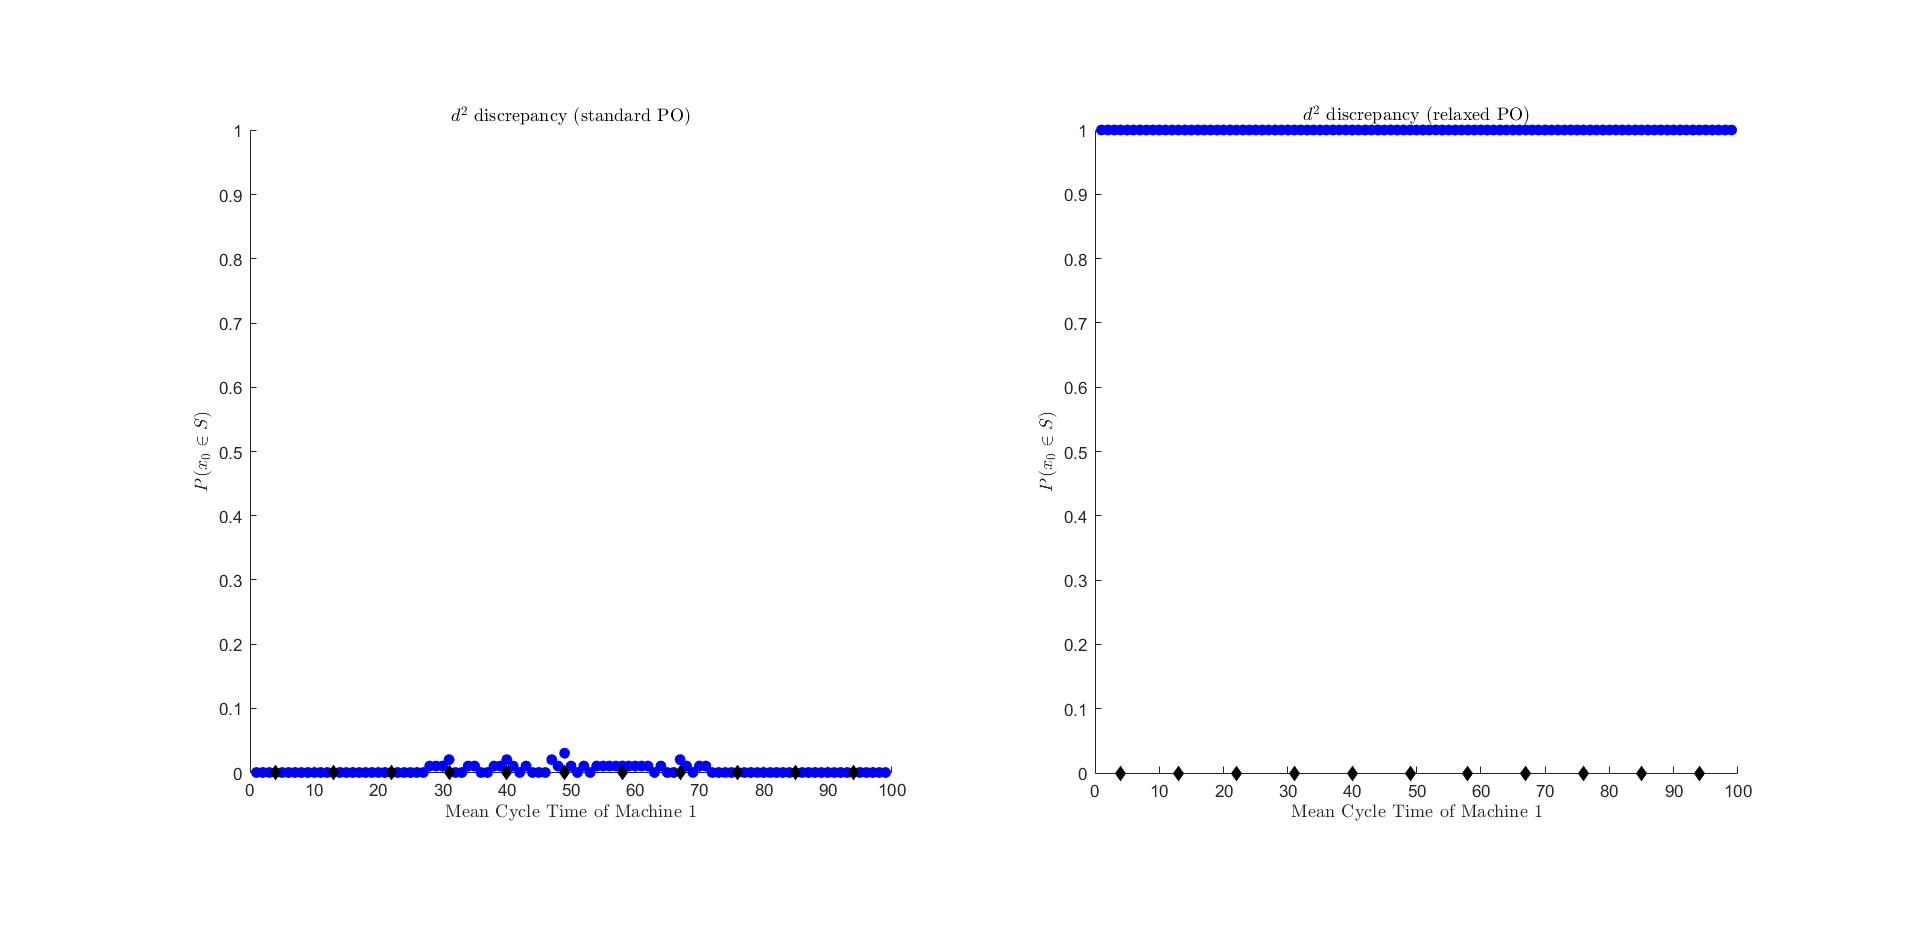 d² discrepancy (standard PO)
1
0.9
0.8
0.7
0.6
0.5
0.4
0.3
0.2
0.1
0
P(x₀ ∈ S)
0 10 20 30 40 50 60 70 80 90 100
Mean Cycle Time of Machine 1
d² discrepancy (relaxed PO)
1
0.9
0.8
0.7
0.6
0.5
0.4
0.3
0.2
0.1
0
P(x₀ ∈ S)
0 10 20 30 40 50 60 70 80 90 100
Mean Cycle Time of Machine 1